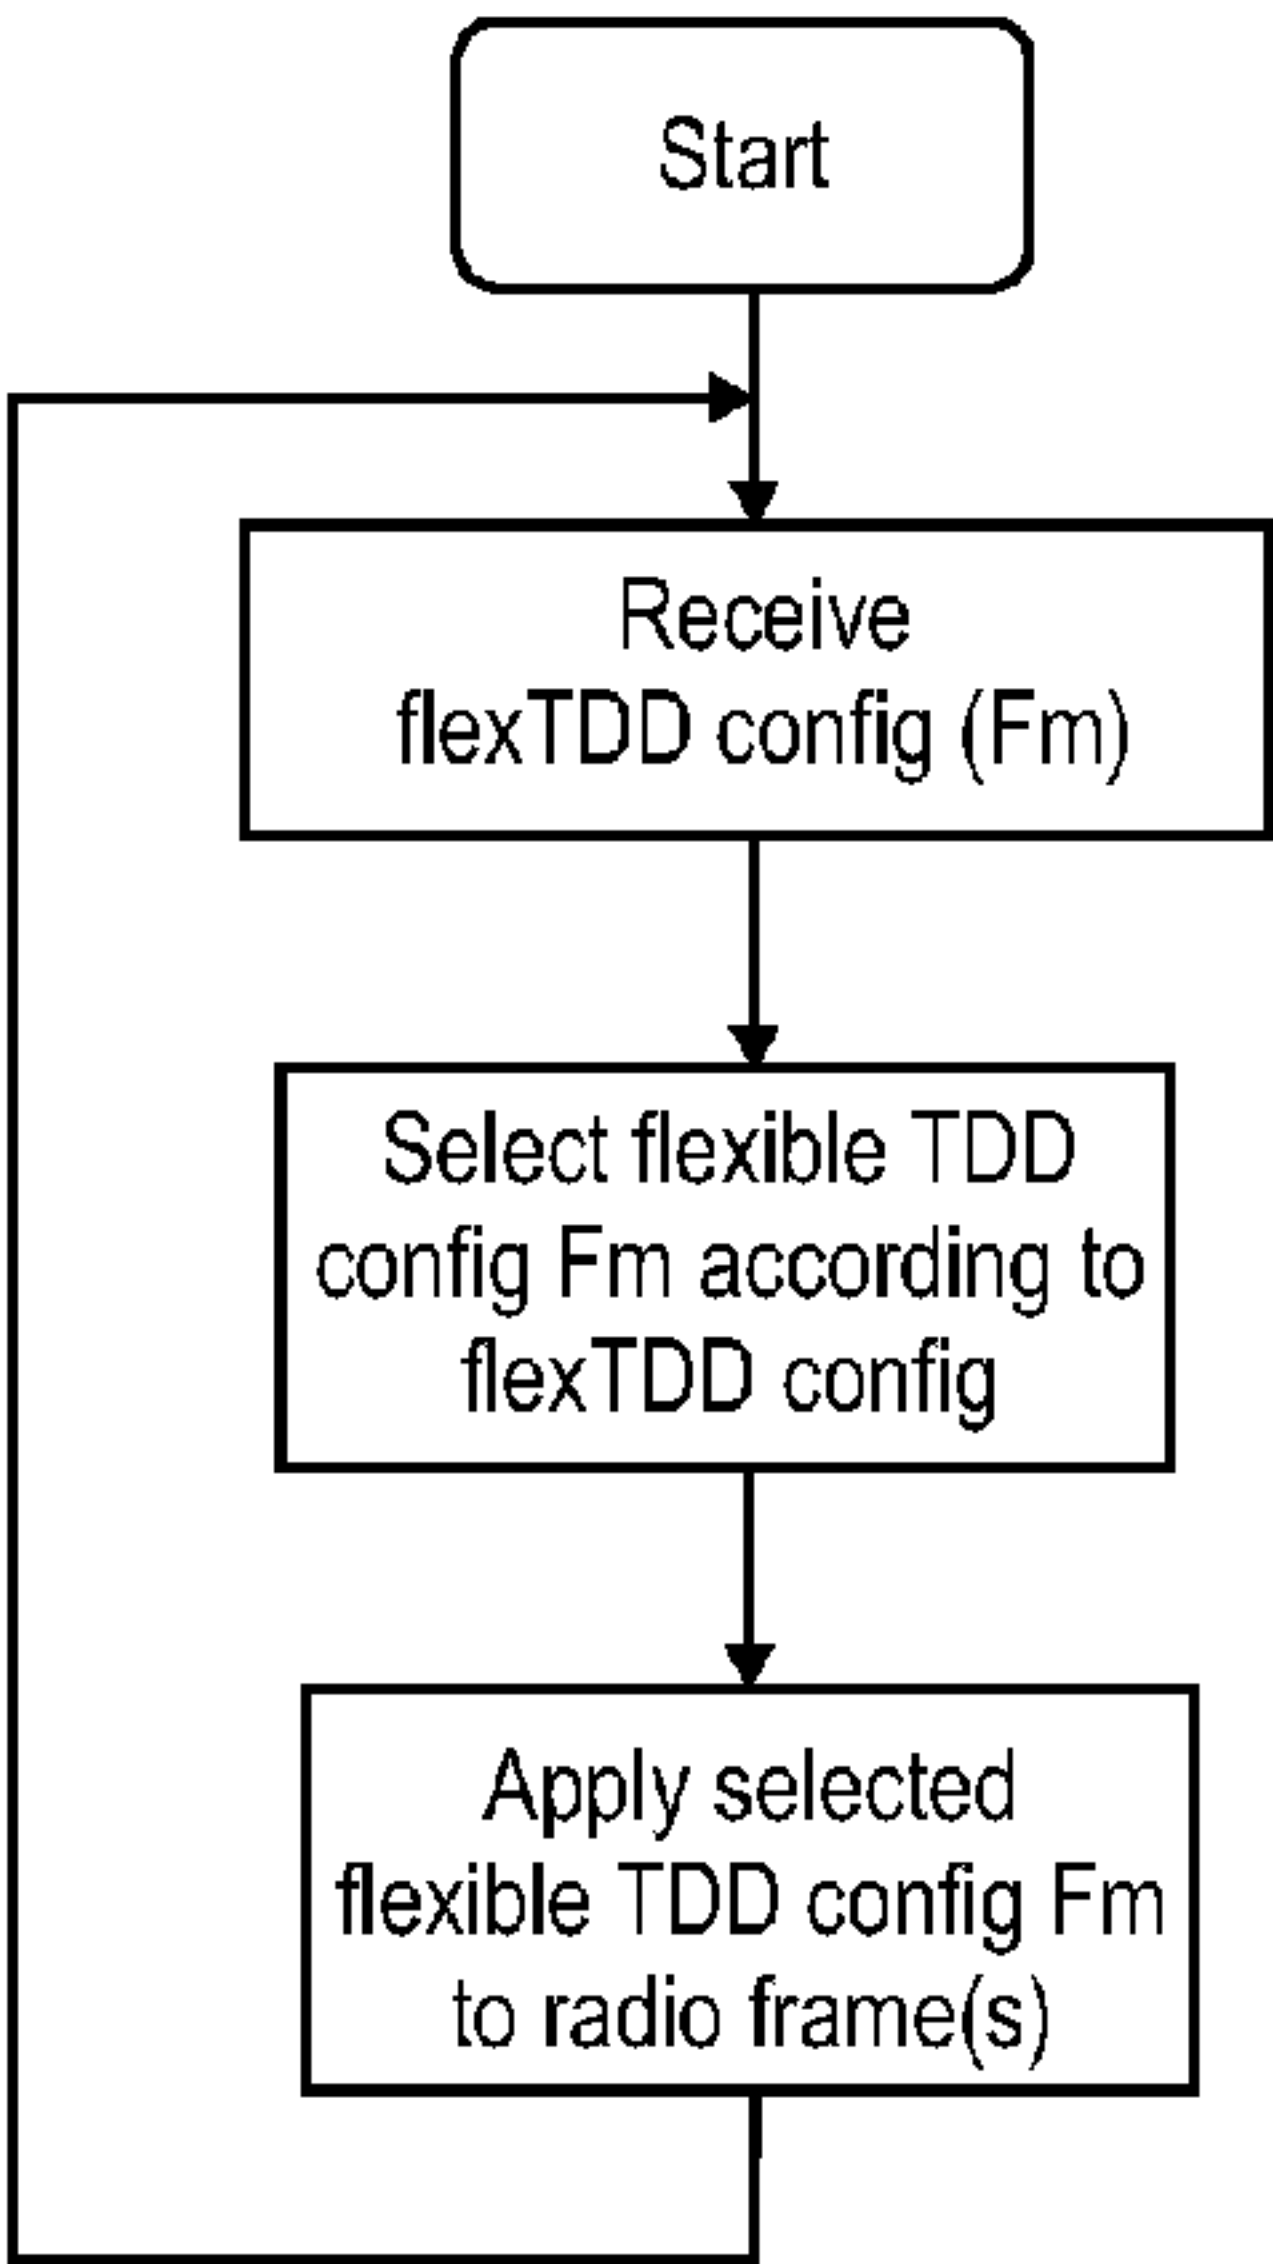 Start
Receive
flexTDD config (Fm)
Select flexible TDD
config Fm according to
flexTDD config
Apply selected
flexible TDD config Fm
to radio frame(s)